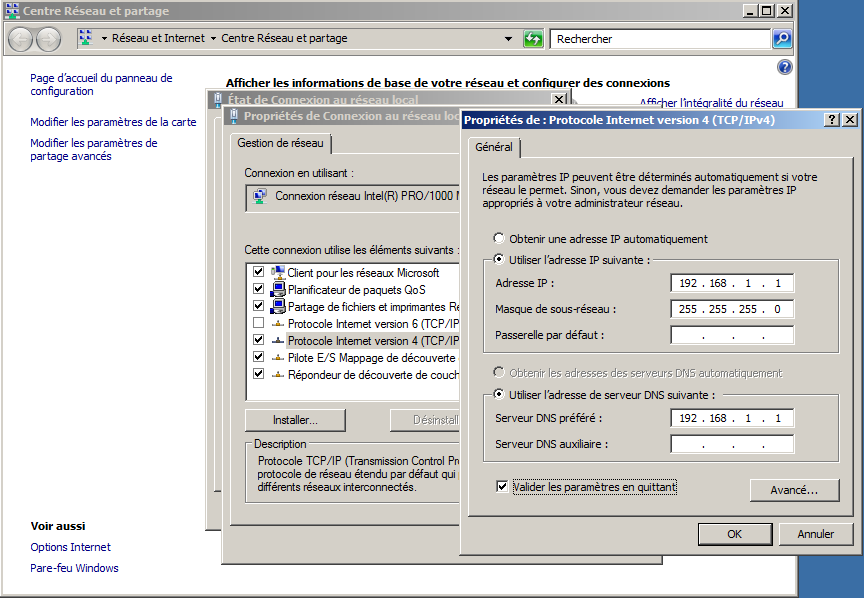 Centre Réseau et partage
Réseau et Internet Centre Réseau et partage
Rechercher
Page d'accueil du panneau de
configuration
Modifier les paramètres de la carte
Modifier les paramètres de
partage avancés
Voir aussi
Options Internet
Pare-feu Windows
Afficher les informations de base de votre réseau et configurer des connexions
Afficher l'intégralité du réseau
État de Connexion au réseau local
Propriétés de Connexion au réseau loc
Gestion de réseau
Connexion en utilisant :
Connexion réseau Intel(R) PRO/1000 M
Cette connexion utilise les éléments suivants :
Client pour les réseaux Microsoft
Planificateur de paquets QoS
Partage de fichiers et imprimantes Re
Protocole Internet version 6 (TCP/IP
Protocole Internet version 4 (TCP/IP
Pilote E/S Mappage de découverte
Répondeur de découverte de couch
Installer...
Désinstall
Description
Protocole TCP/IP (Transmission Control Pr
protocole de réseau étendu par défaut qui
différents réseaux interconnectés.
Propriétés de : Protocole Internet version 4 (TCP/IPv4)
Général
Les paramètres IP peuvent être déterminés automatiquement si votre
réseau le permet. Sinon, vous devez demander les paramètres IP
appropriés à votre administrateur réseau.
Obtenir une adresse IP automatiquement
Utiliser l'adresse IP suivante :
Adresse IP : 192 . 168 . 1 . 1
Masque de sous-réseau : 255 . 255 . 255 . 0
Passerelle par défaut : . . .
Obtenir les adresses des serveurs DNS automatiquement
Utiliser l'adresse de serveur DNS suivante :
Serveur DNS préféré : 192 . 168 . 1 . 1
Serveur DNS auxiliaire : . . .
Valider les paramètres en quittant
Avancé...
OK
Annuler